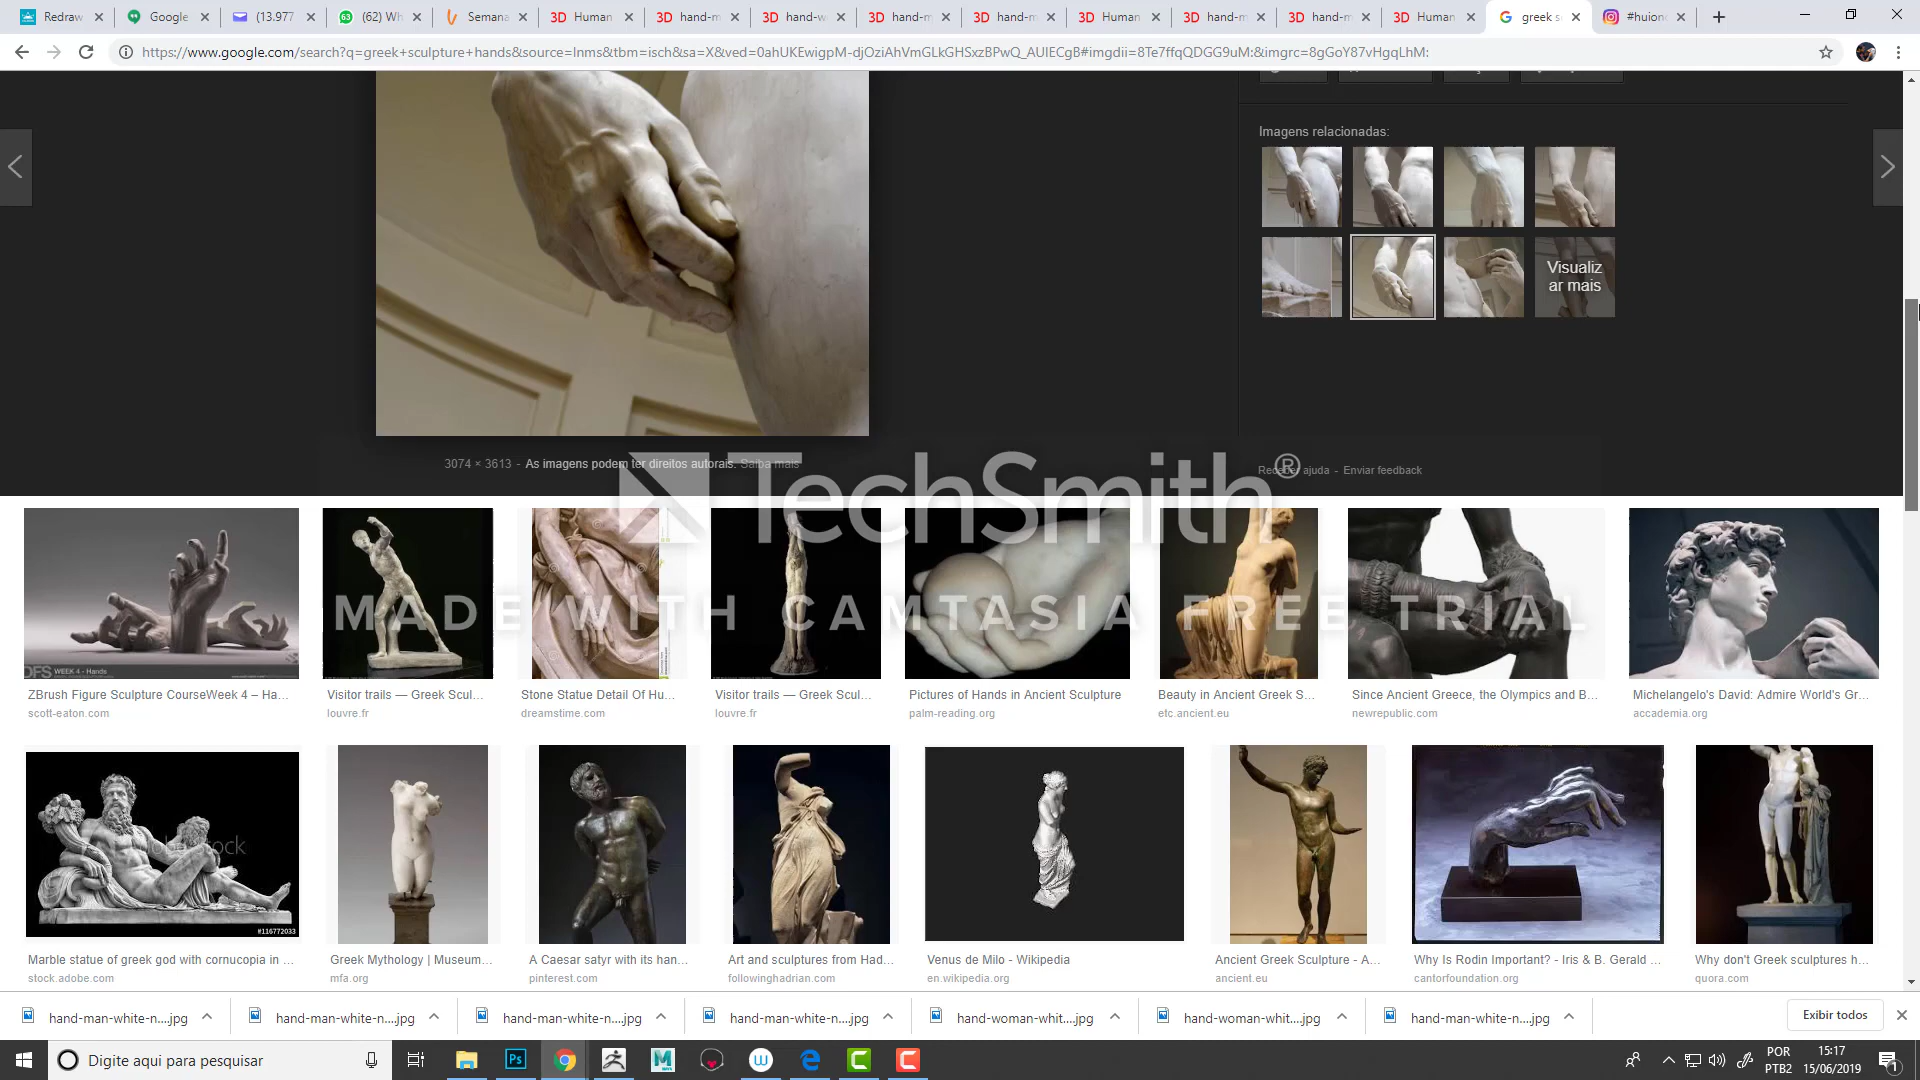 Redraw
Google
(13.977
(62) Wh
Semana
3D Human
3D hand-m
3D hand-w
3D hand-m
3D hand-m
3D Human
3D hand-m
3D hand-m
3D Human
greek s
#huion
https://www.google.com/search?q=greek+sculpture+hands&source=lnms&tbm=isch&sa=X&ved=0ahUKEwigpM-djOziAhVmGLkGHSxzBPwQ_AUIECgB#imgdii=8Te7ffqQDGG9uM:&imgrc=8gGoY87vHgqLhM:
Imagens relacionadas:
Visualiz
ar mais
3074 × 3613 - As imagens podem ter direitos autorais. Saiba mais
Receber ajuda - Enviar feedback
TechSmith®
MADE WITH CAMTASIA FREE TRIAL
DFS WEEK 4 - Hands
ZBrush Figure Sculpture CourseWeek 4 – Ha...
scott-eaton.com
Visitor trails — Greek Scul...
louvre.fr
Stone Statue Detail Of Hu...
dreamstime.com
Visitor trails — Greek Scul...
louvre.fr
Pictures of Hands in Ancient Sculpture
palm-reading.org
Beauty in Ancient Greek S...
etc.ancient.eu
Since Ancient Greece, the Olympics and B...
newrepublic.com
Michelangelo's David: Admire World's Gr...
accademia.org
#116772033
Marble statue of greek god with cornucopia in ...
stock.adobe.com
Greek Mythology | Museum...
mfa.org
A Caesar satyr with its han...
pinterest.com
Art and sculptures from Had...
followinghadrian.com
Venus de Milo - Wikipedia
en.wikipedia.org
Ancient Greek Sculpture - A...
ancient.eu
Why Is Rodin Important? - Iris & B. Gerald ...
cantorfoundation.org
Why don't Greek sculptures h...
quora.com
hand-man-white-n....jpg
hand-man-white-n....jpg
hand-man-white-n....jpg
hand-man-white-n....jpg
hand-woman-whit....jpg
hand-woman-whit....jpg
hand-man-white-n....jpg
Exibir todos
Digite aqui para pesquisar
POR
PTB2
15:17
15/06/2019